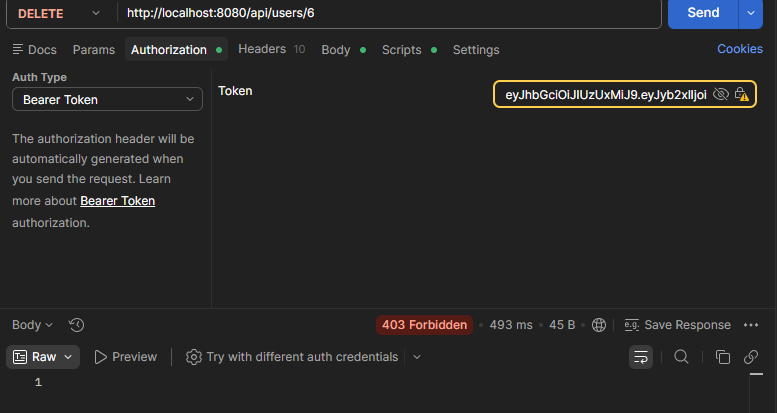 DELETE http://localhost:8080/api/users/6 Send
Docs Params Authorization Headers 10 Body Scripts Settings Cookies
Auth Type
Bearer Token
The authorization header will be
automatically generated when
you send the request. Learn
more about Bearer Token
authorization.
Token eyJhbGciOiJIUzUxMiJ9.eyJyb2xlIjoi
Body 403 Forbidden • 493 ms • 45 B • e.g. Save Response
Raw Preview Try with different auth credentials
1